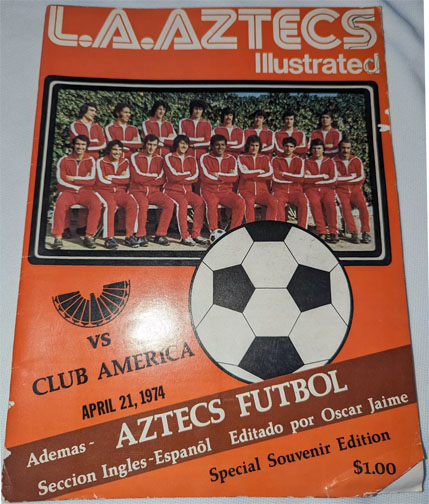 L.A.AZTECS
Illustrated
VS
CLUB AMERICA
APRIL 21, 1974
Ademas - AZTECS FUTBOL
Seccion Ingles-Espanõl Editado por Oscar Jaime
Special Souvenir Edition
$1.00